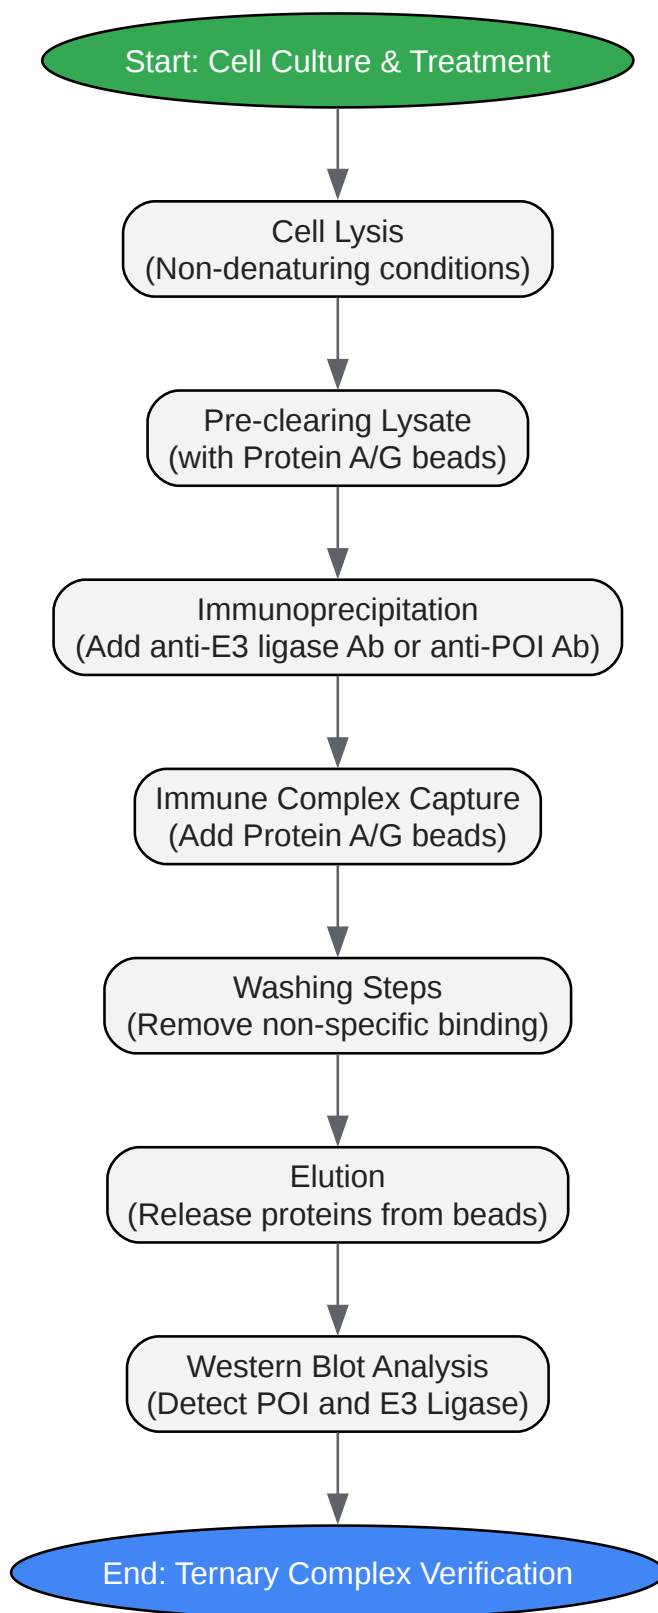 Start: Cell Culture & Treatment
Cell Lysis
(Non-denaturing conditions)
Pre-clearing Lysate
(with Protein A/G beads)
Immunoprecipitation
(Add anti-E3 ligase Ab or anti-POI Ab)
Immune Complex Capture
(Add Protein A/G beads)
Washing Steps
(Remove non-specific binding)
Elution
(Release proteins from beads)
Western Blot Analysis
(Detect POI and E3 Ligase)
End: Ternary Complex Verification